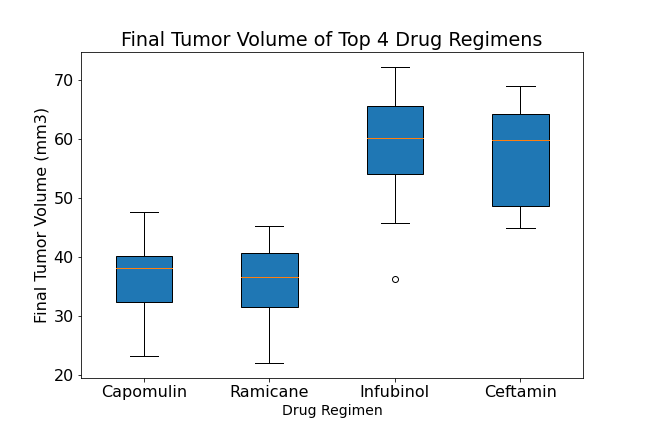 Final Tumor Volume of Top 4 Drug Regimens
Final Tumor Volume (mm3)
70
60
50
40
30
20
Capomulin Ramicane Infubinol Ceftamin
Drug Regimen